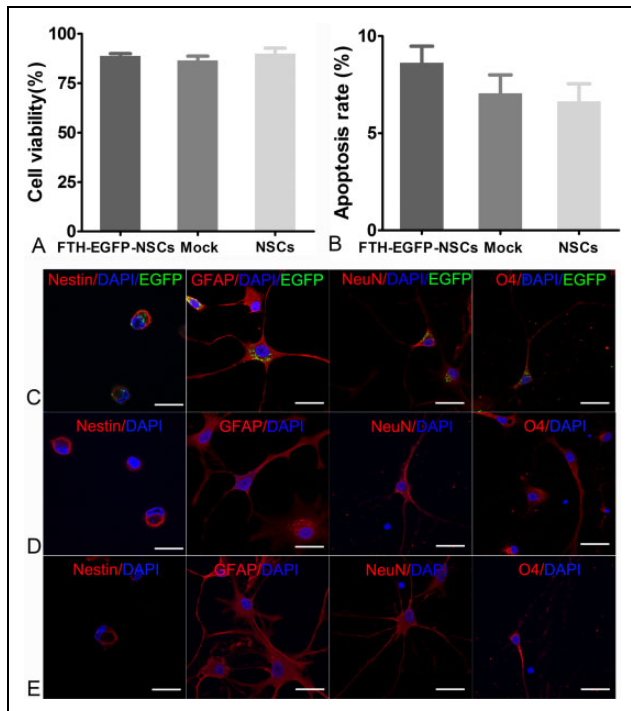 Cell viability(%)
100
75
50
25
0
FTH-EGFP-NSCs Mock NSCs
A
Apoptosis rate (%)
10
5
0
FTH-EGFP-NSCs Mock NSCs
B
Nestin/DAPI/EGFP GFAP/DAPI/EGFP NeuN/DAPI/EGFP O4/DAPI/EGFP
C
Nestin/DAPI GFAP/DAPI NeuN/DAPI O4/DAPI
D
Nestin/DAPI GFAP/DAPI NeuN/DAPI O4/DAPI
E